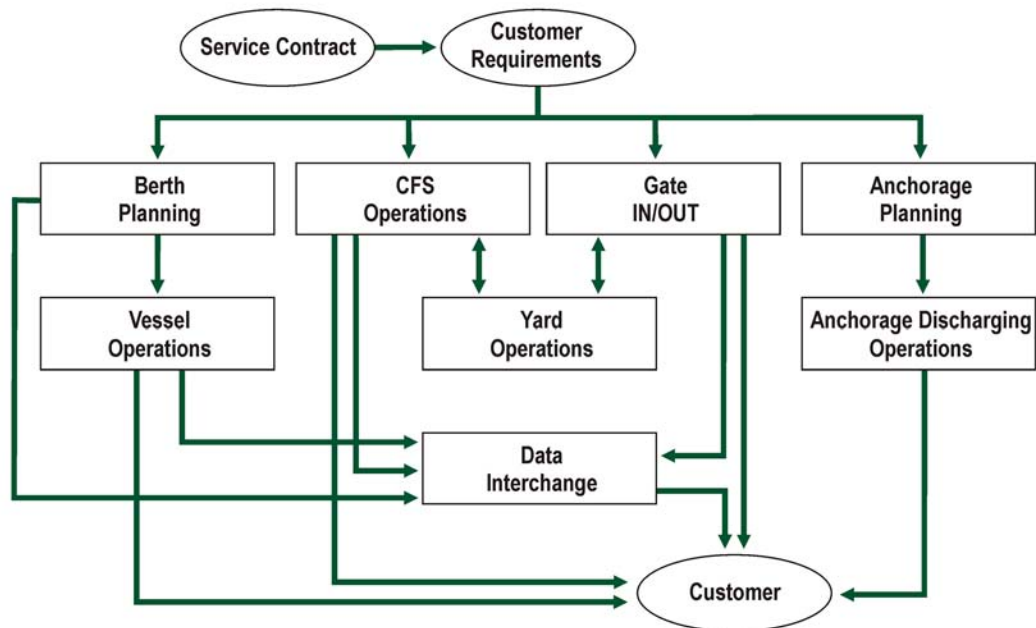 Service Contract
Customer
Requirements
Berth
Planning
CFS
Operations
Gate
IN/OUT
Anchorage
Planning
Vessel
Operations
Yard
Operations
Anchorage Discharging
Operations
Data
Interchange
Customer